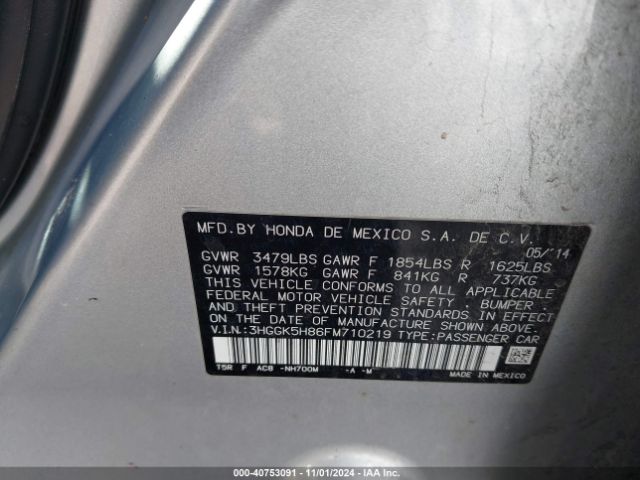 MFD.BY HONDA DE MEXICO S.A. DE C.V.
05/'14
GVWR 3479LBS GAWR F 1854LBS R 1625LBS
GVWR 1578KG GAWR F 841KG R 737KG
THIS VEHICLE CONFORMS TO ALL APPLICABLE
FEDERAL MOTOR VEHICLE SAFETY, BUMPER,
AND THEFT PREVENTION STANDARDS IN EFFECT
ON THE DATE OF MANUFACTURE SHOWN ABOVE.
V.I.N.:3HGGK5H86FM710219 TYPE:PASSENGER CAR
T5R F AC8 -NH700M -A -M
MADE IN MEXICO
000-40753091 - 11/01/2024 - IAA Inc.